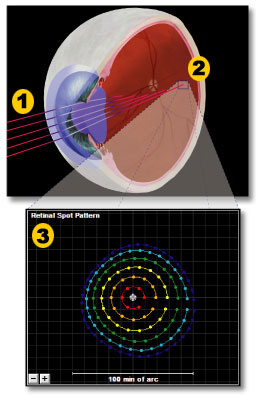 1
2
Retinal Spot Pattern
3
- +
100 min of arc